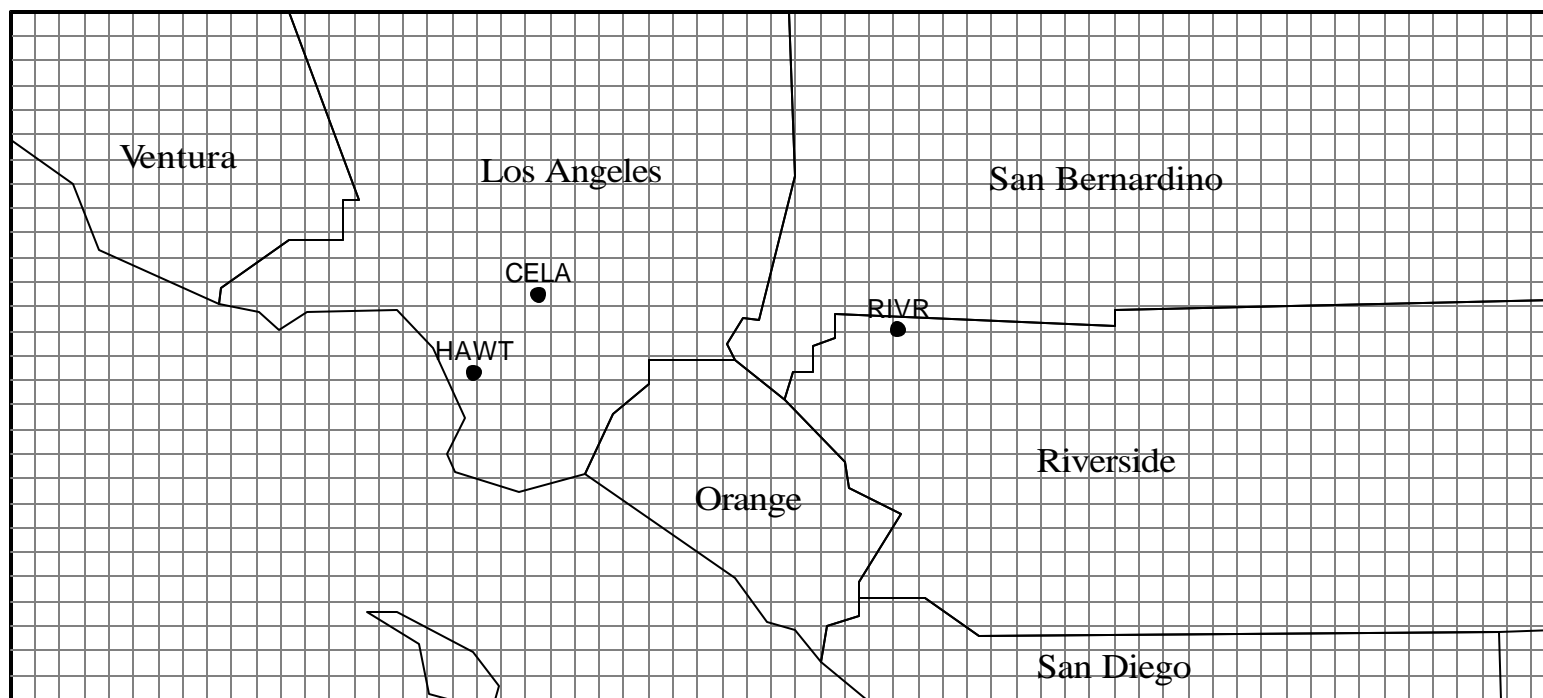 Ventura
Los Angeles
San Bernardino
CELA
RIVR
HAWT
Riverside
Orange
San Diego